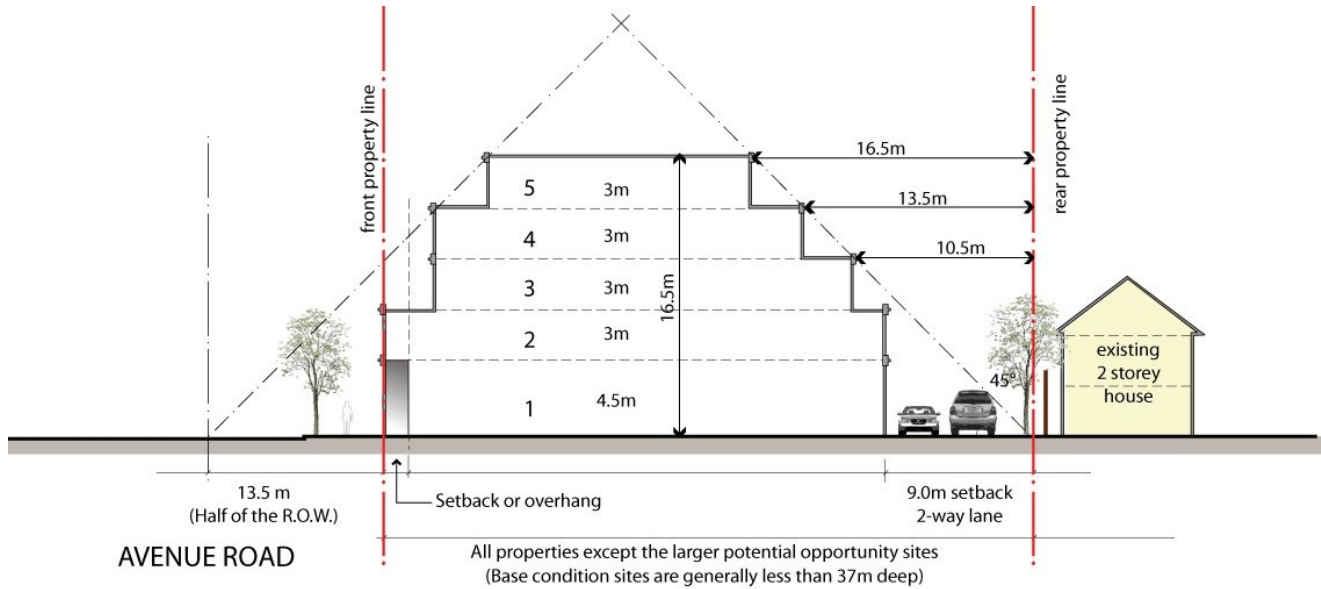 front property line
rear property line
16.5m
13.5m
10.5m
5 3m
4 3m
3 3m
2 3m
1 4.5m
16.5m
45°
existing
2 storey
house
13.5 m
(Half of the R.O.W.)
Setback or overhang
9.0m setback
2-way lane
AVENUE ROAD
All properties except the larger potential opportunity sites
(Base condition sites are generally less than 37m deep)